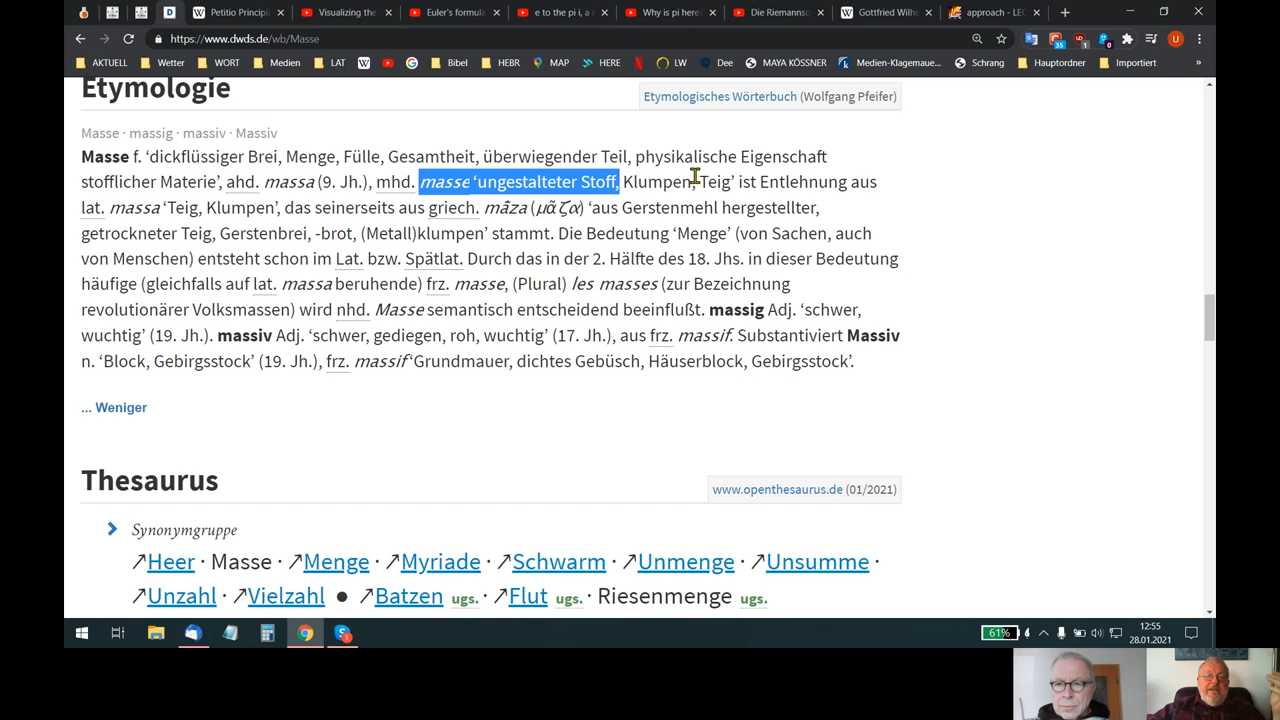 Petitio Principi
Visualizing the
Euler's formula
e to the pi i, a
Why is pi here
Die Riemannsc
Gottfried Wilhe
approach - LEO
https://www.dwds.de/wb/Masse
AKTUELL Wetter WORT Medien LAT Bibel HEBR MAP HERE LW Dee MAYA KÖSSNER Medien-Klagemaue... Schrang Hauptordner Importiert »
Etymologie
Etymologisches Wörterbuch (Wolfgang Pfeifer)
Masse · massig · massiv · Massiv
Masse f. ‘dickflüssiger Brei, Menge, Fülle, Gesamtheit, überwiegender Teil, physikalische Eigenschaft
stofflicher Materie’, ahd. massa (9. Jh.), mhd. masse ‘ungestalteter Stoff, Klumpen, Teig’ ist Entlehnung aus
lat. massa ‘Teig, Klumpen’, das seinerseits aus griech. mā̂za (μᾶζα) ‘aus Gerstenmehl hergestellter,
getrockneter Teig, Gerstenbrei, -brot, (Metall)klumpen’ stammt. Die Bedeutung ‘Menge’ (von Sachen, auch
von Menschen) entsteht schon im Lat. bzw. Spätlat. Durch das in der 2. Hälfte des 18. Jhs. in dieser Bedeutung
häufige (gleichfalls auf lat. massa beruhende) frz. masse, (Plural) les masses (zur Bezeichnung
revolutionärer Volksmassen) wird nhd. Masse semantisch entscheidend beeinflußt. massig Adj. ‘schwer,
wuchtig’ (19. Jh.). massiv Adj. ‘schwer, gediegen, roh, wuchtig’ (17. Jh.), aus frz. massif. Substantiviert Massiv
n. ‘Block, Gebirgsstock’ (19. Jh.), frz. massif ‘Grundmauer, dichtes Gebüsch, Häuserblock, Gebirgsstock’.
... Weniger
Thesaurus
www.openthesaurus.de (01/2021)
Synonymgruppe
↗Heer · Masse · ↗Menge · ↗Myriade · ↗Schwarm · ↗Unmenge · ↗Unsumme ·
↗Unzahl · ↗Vielzahl ● ↗Batzen ugs. · ↗Flut ugs. · Riesenmenge ugs.
61%
12:55
28.01.2021